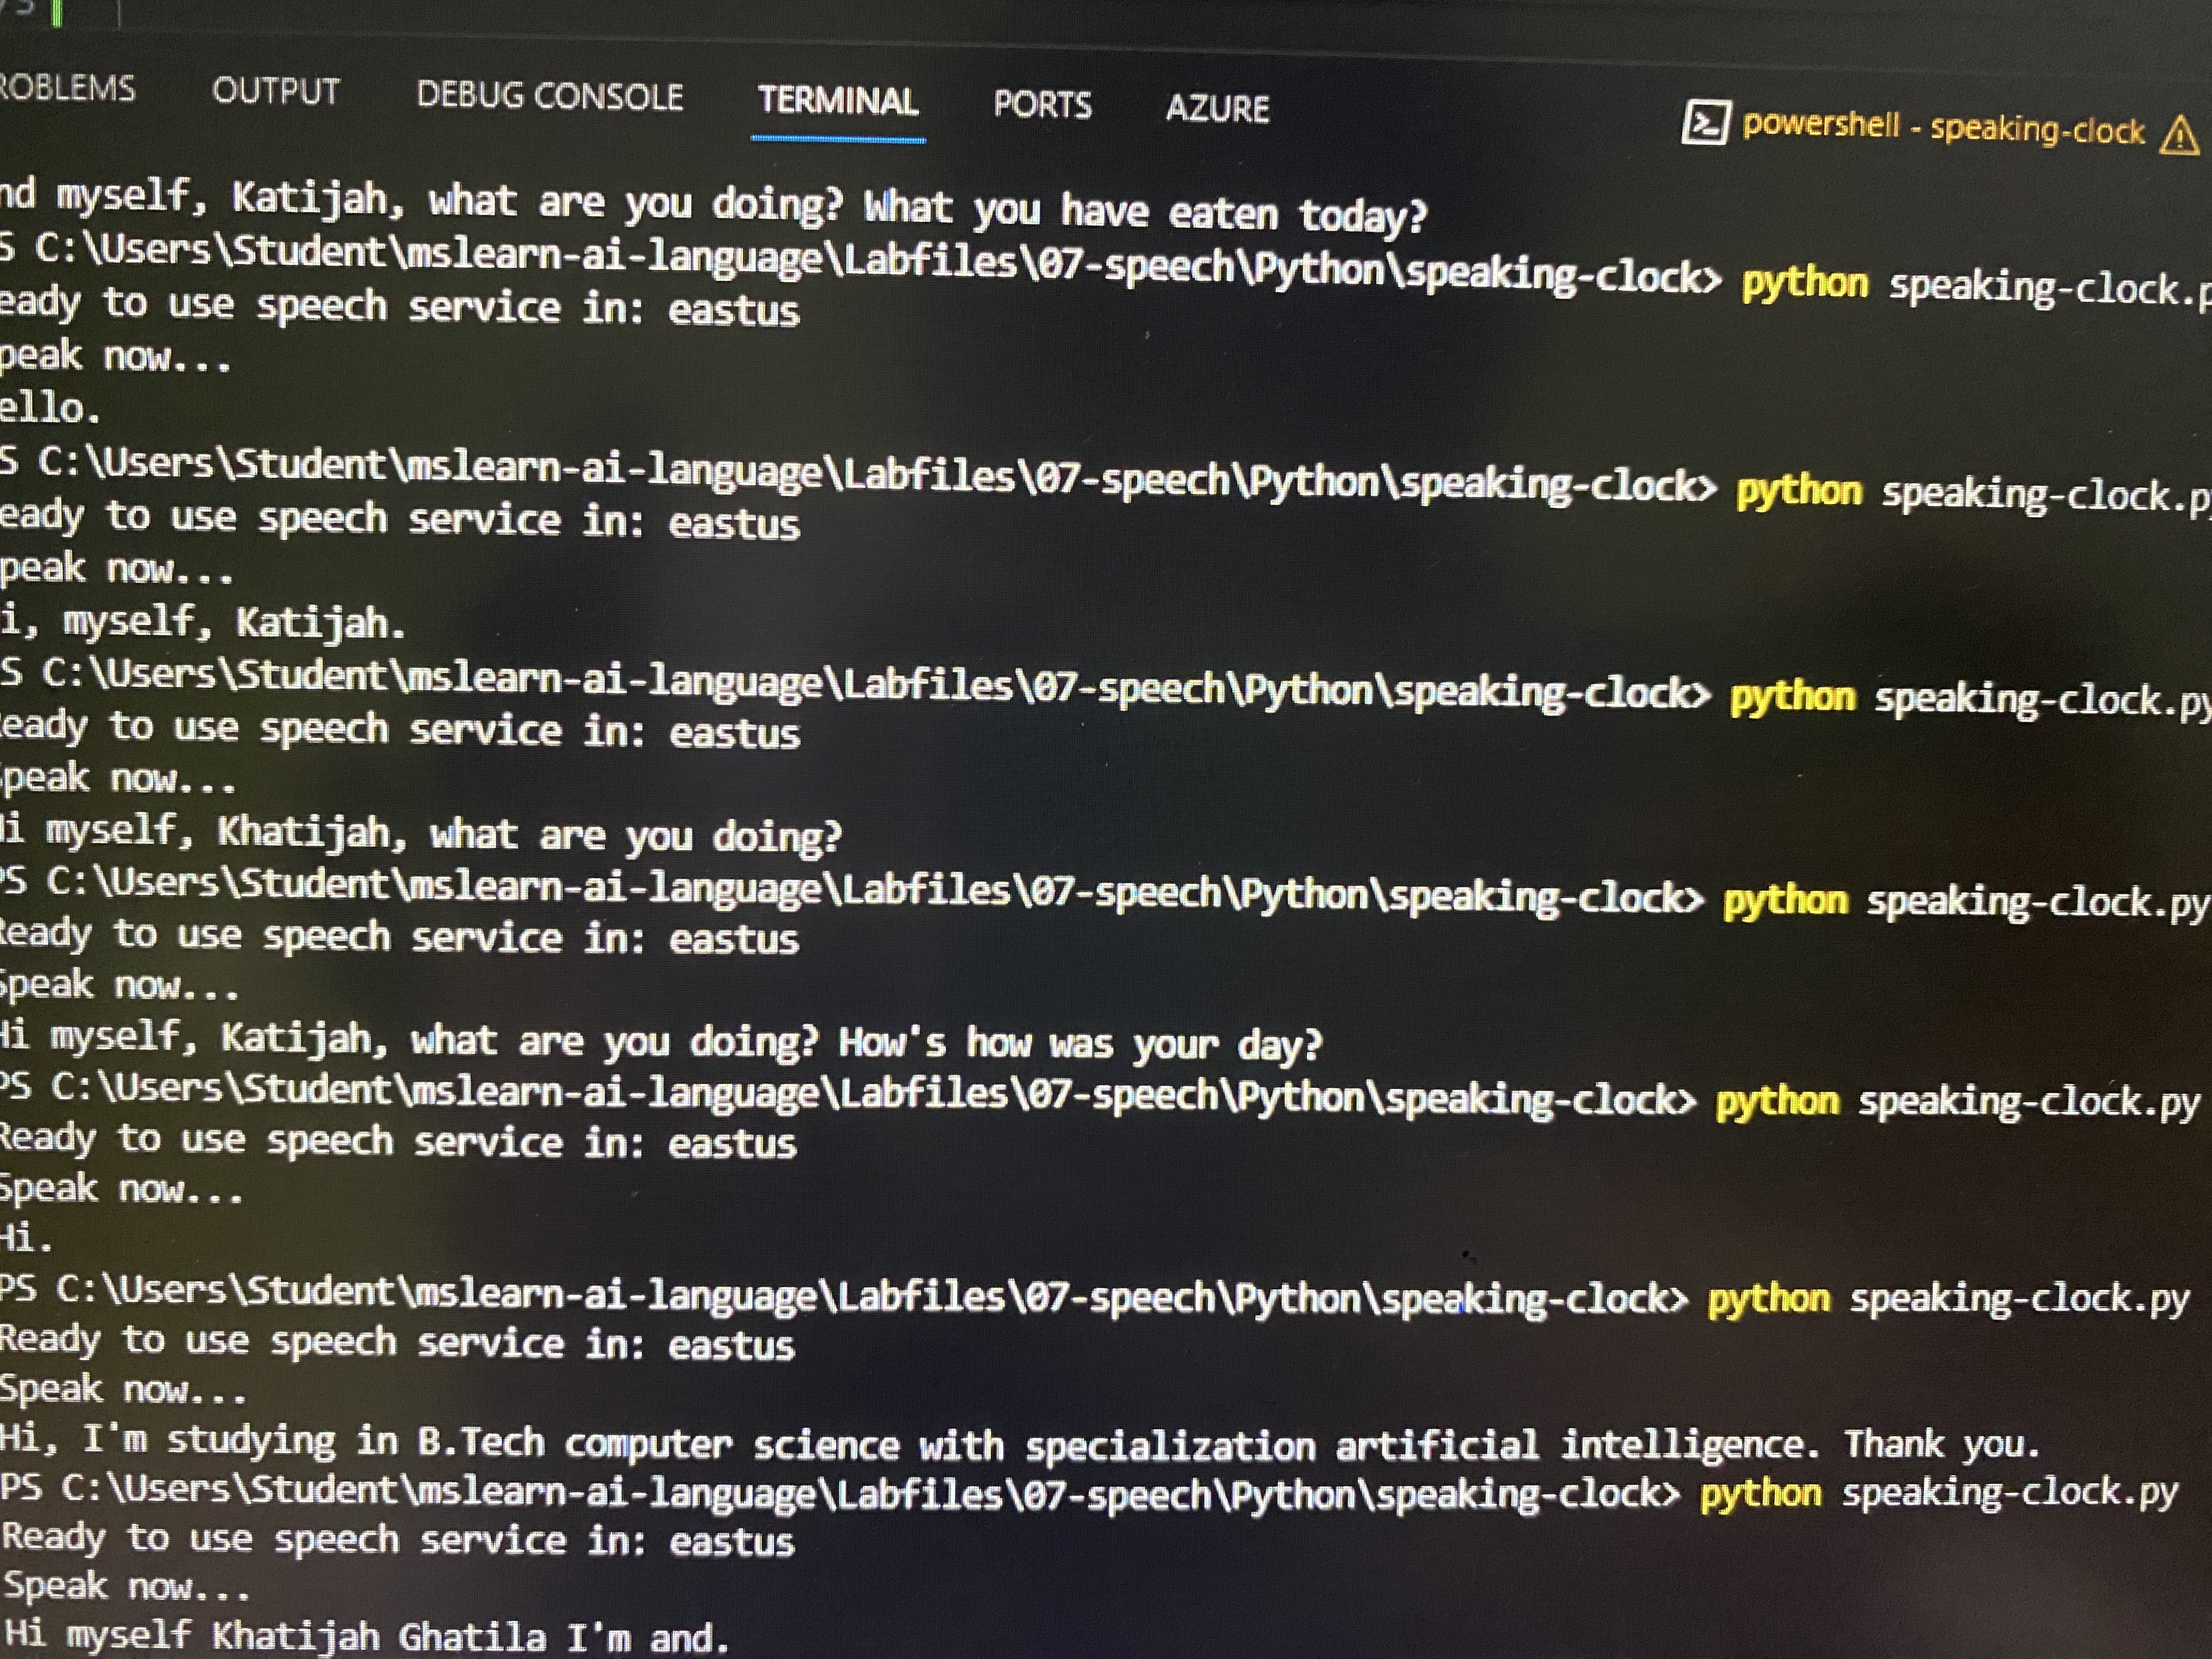 PROBLEMS OUTPUT DEBUG CONSOLE TERMINAL PORTS AZURE powershell - speaking-clock
nd myself, Katijah, what are you doing? What you have eaten today?
S C:\Users\Student\mslearn-ai-language\Labfiles\07-speech\Python\speaking-clock> python speaking-clock.p
eady to use speech service in: eastus
peak now...
ello.
S C:\Users\Student\mslearn-ai-language\Labfiles\07-speech\Python\speaking-clock> python speaking-clock.py
eady to use speech service in: eastus
peak now...
i, myself, Katijah.
S C:\Users\Student\mslearn-ai-language\Labfiles\07-speech\Python\speaking-clock> python speaking-clock.py
Ready to use speech service in: eastus
Speak now...
Hi myself, Khatijah, what are you doing?
PS C:\Users\Student\mslearn-ai-language\Labfiles\07-speech\Python\speaking-clock> python speaking-clock.py
Ready to use speech service in: eastus
Speak now...
Hi myself, Katijah, what are you doing? How's how was your day?
PS C:\Users\Student\mslearn-ai-language\Labfiles\07-speech\Python\speaking-clock> python speaking-clock.py
Ready to use speech service in: eastus
Speak now...
Hi.
PS C:\Users\Student\mslearn-ai-language\Labfiles\07-speech\Python\speaking-clock> python speaking-clock.py
Ready to use speech service in: eastus
Speak now...
Hi, I'm studying in B.Tech computer science with specialization artificial intelligence. Thank you.
PS C:\Users\Student\mslearn-ai-language\Labfiles\07-speech\Python\speaking-clock> python speaking-clock.py
Ready to use speech service in: eastus
Speak now...
Hi myself Khatijah Ghatila I'm and.